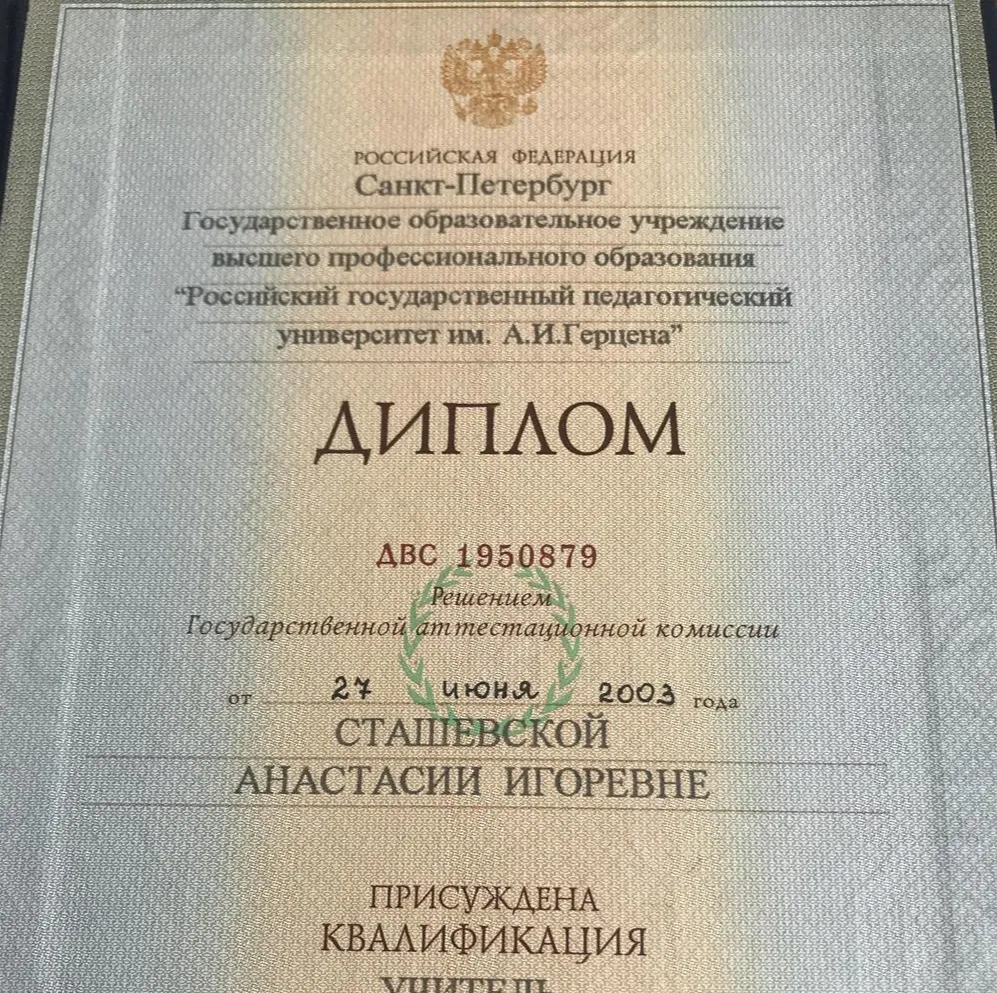 РОССИЙСКАЯ ФЕДЕРАЦИЯ
Санкт-Петербург
Государственное образовательное учреждение
высшего профессионального образования
“Российский государственный педагогический
университет им. А.И.Герцена”
ДИПЛОМ
ДВС 1950879
Решением
Государственной аттестационной комиссии
от 27 июня 2003 года
СТАШЕВСКОЙ
АНАСТАСИИ ИГОРЕВНЕ
ПРИСУЖДЕНА
КВАЛИФИКАЦИЯ
УЧИТЕЛЬ